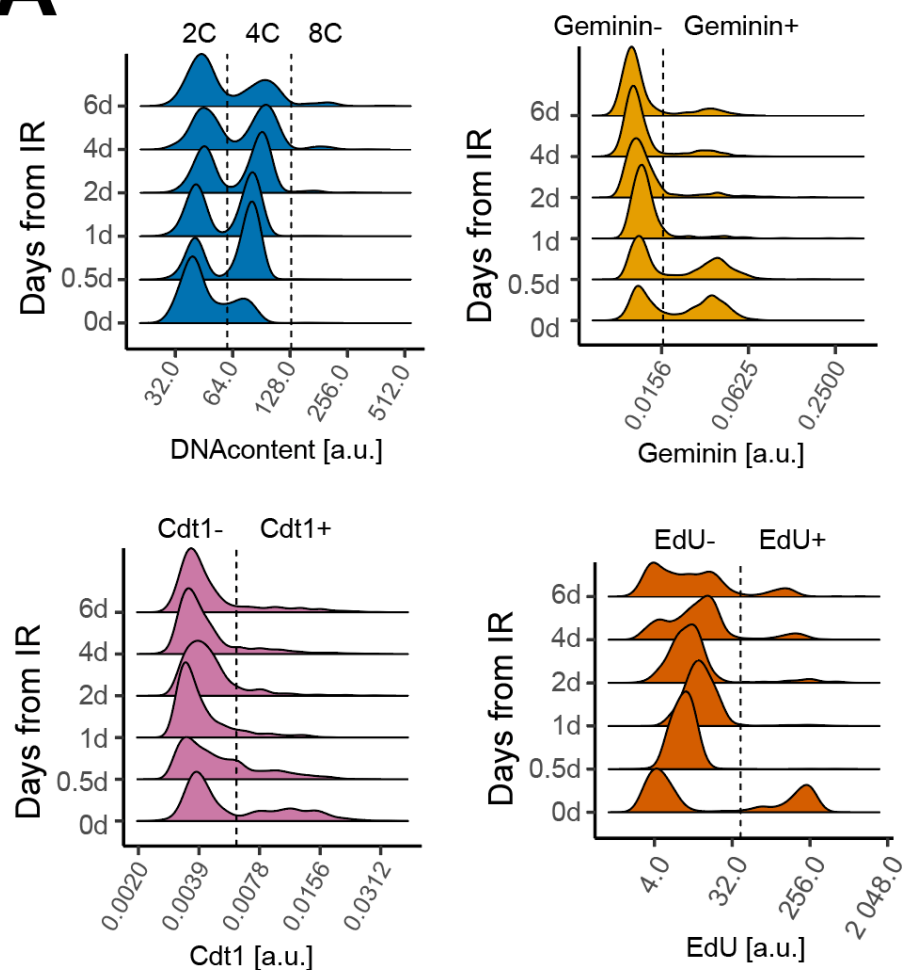 A
2C 4C 8C
Days from IR
6d
4d
2d
1d
0.5d
0d
32.0 64.0 128.0 256.0 512.0
DNAcontent [a.u.]
Geminin- Geminin+
Days from IR
6d
4d
2d
1d
0.5d
0d
0.0156 0.0625 0.2500
Geminin [a.u.]
Cdt1- Cdt1+
Days from IR
6d
4d
2d
1d
0.5d
0d
0.0020 0.0039 0.0078 0.0156 0.0312
Cdt1 [a.u.]
EdU- EdU+
Days from IR
6d
4d
2d
1d
0.5d
0d
4.0 32.0 256.0 2 048.0
EdU [a.u.]